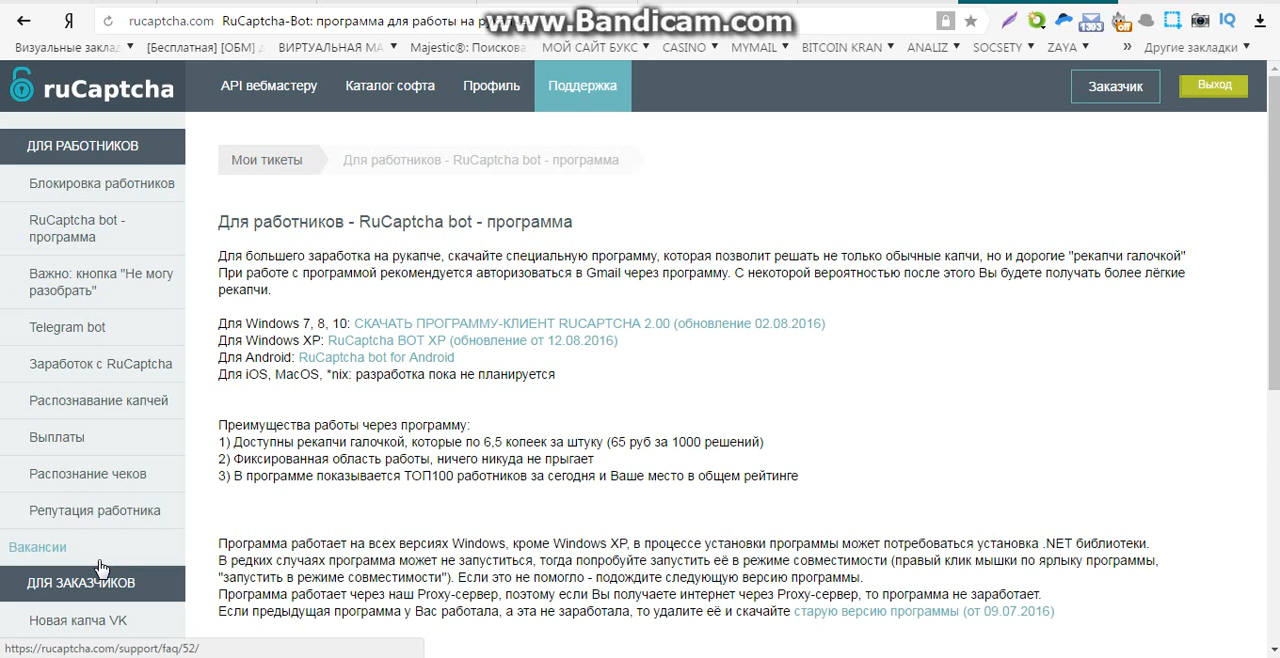 Я
rucaptcha.com RuCaptcha-Bot: программа для работы на р
www.Bandicam.com
1393
off
IQ
Визуальные заклад
[Бесплатная] [ОБМ]
ВИРТУАЛЬНАЯ МА
Majestic®: Поискова
МОЙ САЙТ БУКС
CASINO
MYMAIL
BITCOIN KRAN
ANALIZ
SOCSETY
ZAYA
»
Другие закладки
ruCaptcha
API вебмастеру
Каталог софта
Профиль
Поддержка
Заказчик
Выход
ДЛЯ РАБОТНИКОВ
Блокировка работников
RuCaptcha bot -
программа
Важно: кнопка "Не могу
разобрать"
Telegram bot
Заработок с RuCaptcha
Распознавание капчей
Выплаты
Распознание чеков
Репутация работника
Вакансии
ДЛЯ ЗАКАЗЧИКОВ
Новая капча VK
https://rucaptcha.com/support/faq/52/
Мои тикеты
Для работников - RuCaptcha bot - программа
Для работников - RuCaptcha bot - программа
Для большего заработка на рукапче, скачайте специальную программу, которая позволит решать не только обычные капчи, но и дорогие "рекапчи галочкой"
При работе с программой рекомендуется авторизоваться в Gmail через программу. С некоторой вероятностью после этого Вы будете получать более лёгкие
рекапчи.
Для Windows 7, 8, 10: СКАЧАТЬ ПРОГРАММУ-КЛИЕНТ RUCAPTCHA 2.00 (обновление 02.08.2016)
Для Windows XP: RuCaptcha BOT XP (обновление от 12.08.2016)
Для Android: RuCaptcha bot for Android
Для iOS, MacOS, *nix: разработка пока не планируется
Преимущества работы через программу:
1) Доступны рекапчи галочкой, которые по 6,5 копеек за штуку (65 руб за 1000 решений)
2) Фиксированная область работы, ничего никуда не прыгает
3) В программе показывается ТОП100 работников за сегодня и Ваше место в общем рейтинге
Программа работает на всех версиях Windows, кроме Windows XP, в процессе установки программы может потребоваться установка .NET библиотеки.
В редких случаях программа может не запуститься, тогда попробуйте запустить её в режиме совместимости (правый клик мышки по ярлыку программы,
"запустить в режиме совместимости"). Если это не помогло - подождите следующую версию программы.
Программа работает через наш Proxy-сервер, поэтому если Вы получаете интернет через Proxy-сервер, то программа не заработает.
Если предыдущая программа у Вас работала, а эта не заработала, то удалите её и скачайте старую версию программы (от 09.07.2016)